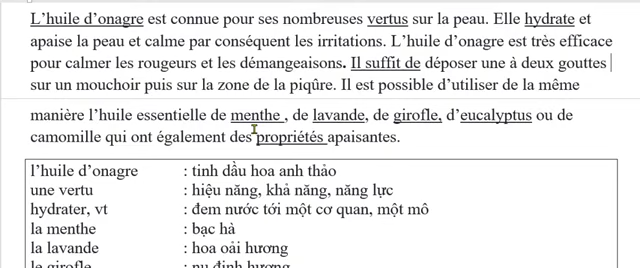 L’huile d’onagre est connue pour ses nombreuses vertus sur la peau. Elle hydrate et
apaise la peau et calme par conséquent les irritations. L’huile d’onagre est très efficace
pour calmer les rougeurs et les démangeaisons. Il suffit de déposer une à deux gouttes
sur un mouchoir puis sur la zone de la piqûre. Il est possible d’utiliser de la même
manière l’huile essentielle de menthe , de lavande, de girofle, d’eucalyptus ou de
camomille qui ont également des propriétés apaisantes.
l’huile d’onagre : tinh dầu hoa anh thảo
une vertu : hiệu năng, khả năng, năng lực
hydrater, vt : đem nước tới một cơ quan, một mô
la menthe : bạc hà
la lavande : hoa oải hương
le girofle : nụ đinh hương